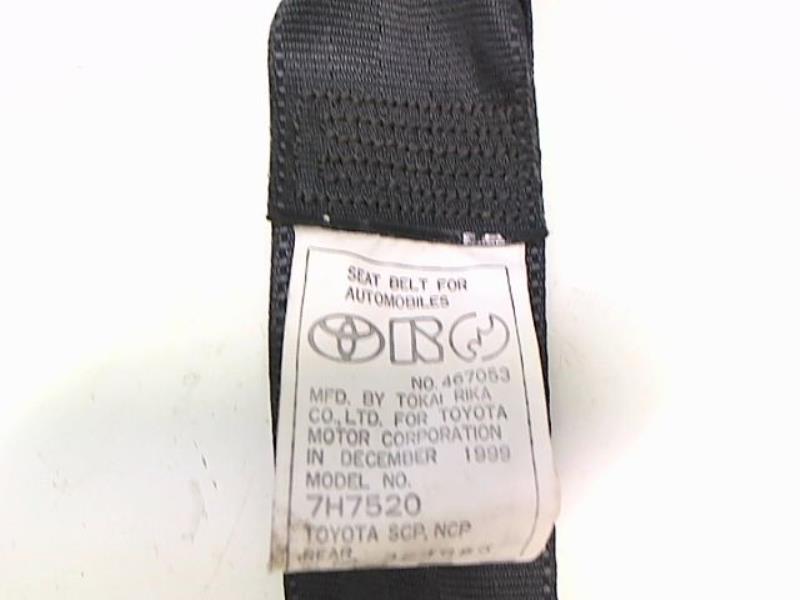 SEAT BELT FOR
AUTOMOBILES
NO. 467053
MFD. BY TOKAI RIKA
CO., LTD. FOR TOYOTA
MOTOR CORPORATION
IN DECEMBER 1999
MODEL NO.
7H7520
TOYOTA SCP, NCP
REAR,